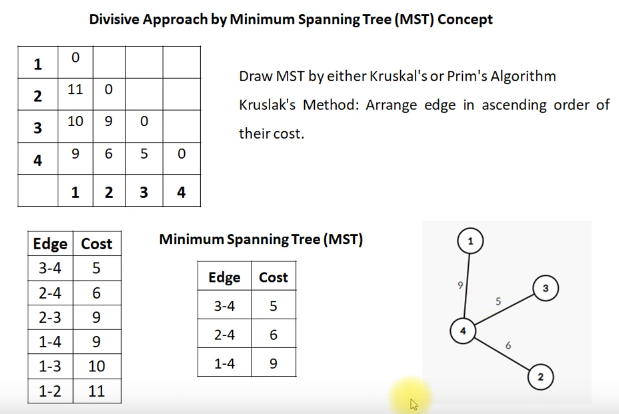 Divisive Approach by Minimum Spanning Tree (MST) Concept
1 0
2 11 0
3 10 9 0
4 9 6 5 0
1 2 3 4
Draw MST by either Kruskal's or Prim's Algorithm
Kruslak's Method: Arrange edge in ascending order of
their cost.
Edge Cost
3-4 5
2-4 6
2-3 9
1-4 9
1-3 10
1-2 11
Minimum Spanning Tree (MST)
Edge Cost
3-4 5
2-4 6
1-4 9
1
9
3
5
4
6
2